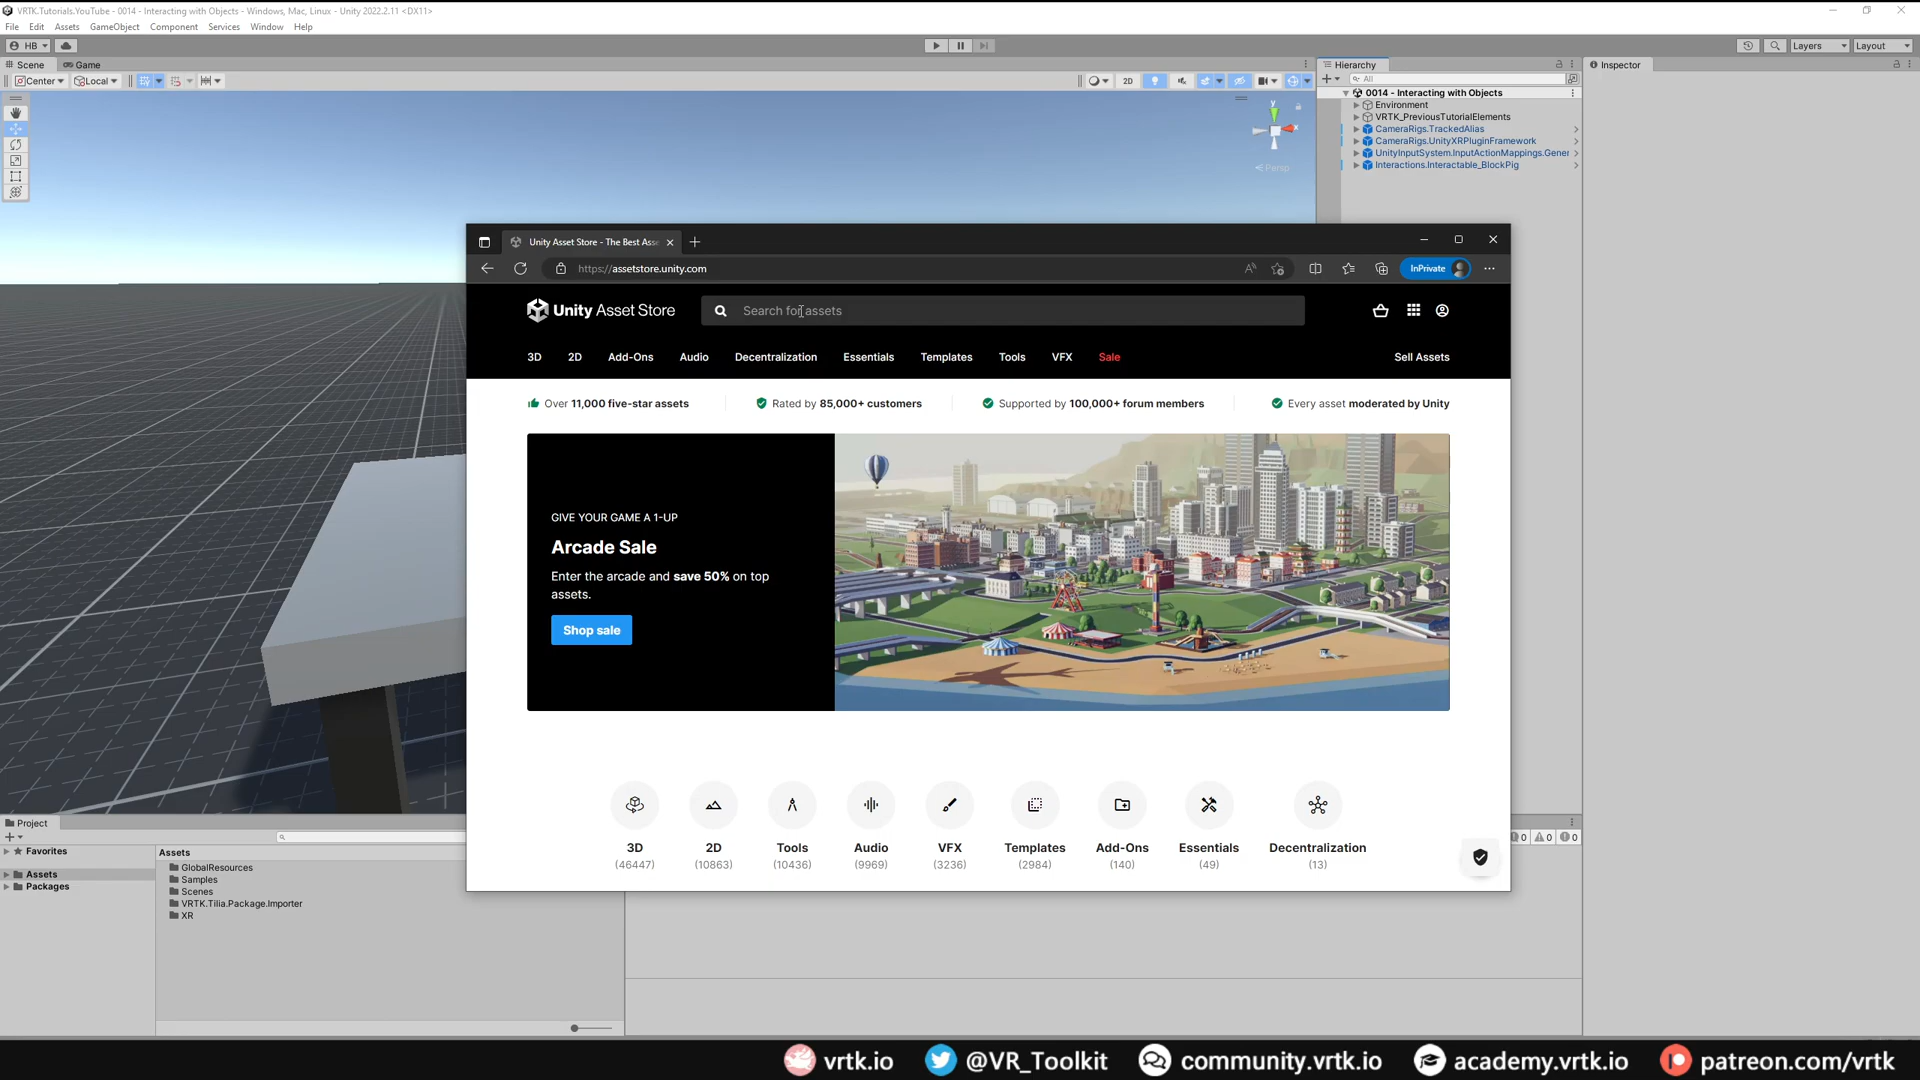 VRTK.Tutorials.YouTube - 0014 - Interacting with Objects - Windows, Mac, Linux - Unity 2022.2.11 <DX11>
File Edit Assets GameObject Component Services Window Help
HB Layers Layout
Scene Game
Center Local 2D
Y
X
Persp
Hierarchy
All
0014 - Interacting with Objects
Environment
VRTK_PreviousTutorialElements
CameraRigs.TrackedAlias
CameraRigs.UnityXRPluginFramework
UnityInputSystem.InputActionMappings.Gener
Interactions.Interactable_BlockPig
Inspector
Unity Asset Store - The Best Asse
https://assetstore.unity.com
InPrivate
Unity Asset Store
Search for assets
3D 2D Add-Ons Audio Decentralization Essentials Templates Tools VFX Sale Sell Assets
Over 11,000 five-star assets Rated by 85,000+ customers Supported by 100,000+ forum members Every asset moderated by Unity
GIVE YOUR GAME A 1-UP
Arcade Sale
Enter the arcade and save 50% on top
assets.
Shop sale
3D 2D Tools Audio VFX Templates Add-Ons Essentials Decentralization
(46447) (10863) (10436) (9969) (3236) (2984) (140) (49) (13)
Project
0 0 0
Favorites
Assets
Packages
Assets
GlobalResources
Samples
Scenes
VRTK.Tilia.Package.Importer
XR
vrtk.io @VR_Toolkit community.vrtk.io academy.vrtk.io patreon.com/vrtk